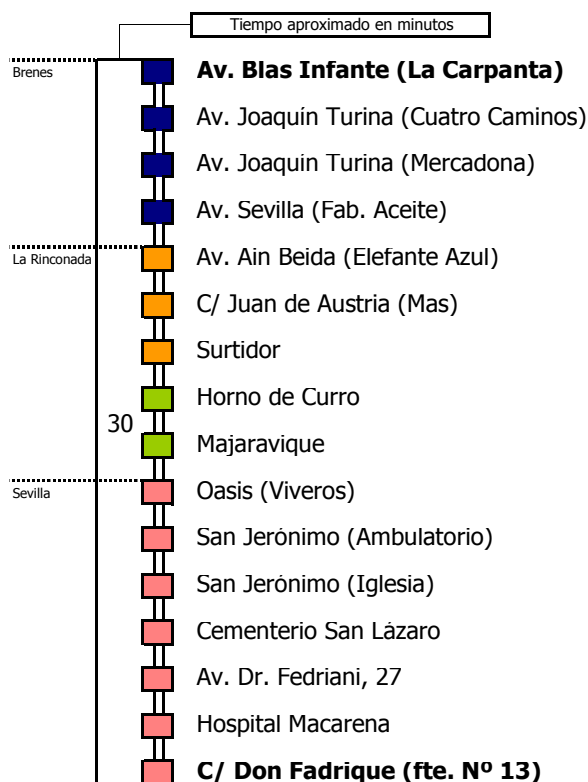 Tiempo aproximado en minutos
Brenes
Av. Blas Infante (La Carpanta)
Av. Joaquín Turina (Cuatro Caminos)
Av. Joaquín Turina (Mercadona)
Av. Sevilla (Fab. Aceite)
La Rinconada
Av. Ain Beida (Elefante Azul)
C/ Juan de Austria (Mas)
Surtidor
Horno de Curro
30
Majaravique
Sevilla
Oasis (Viveros)
San Jerónimo (Ambulatorio)
San Jerónimo (Iglesia)
Cementerio San Lázaro
Av. Dr. Fedriani, 27
Hospital Macarena
C/ Don Fadrique (fte. Nº 13)